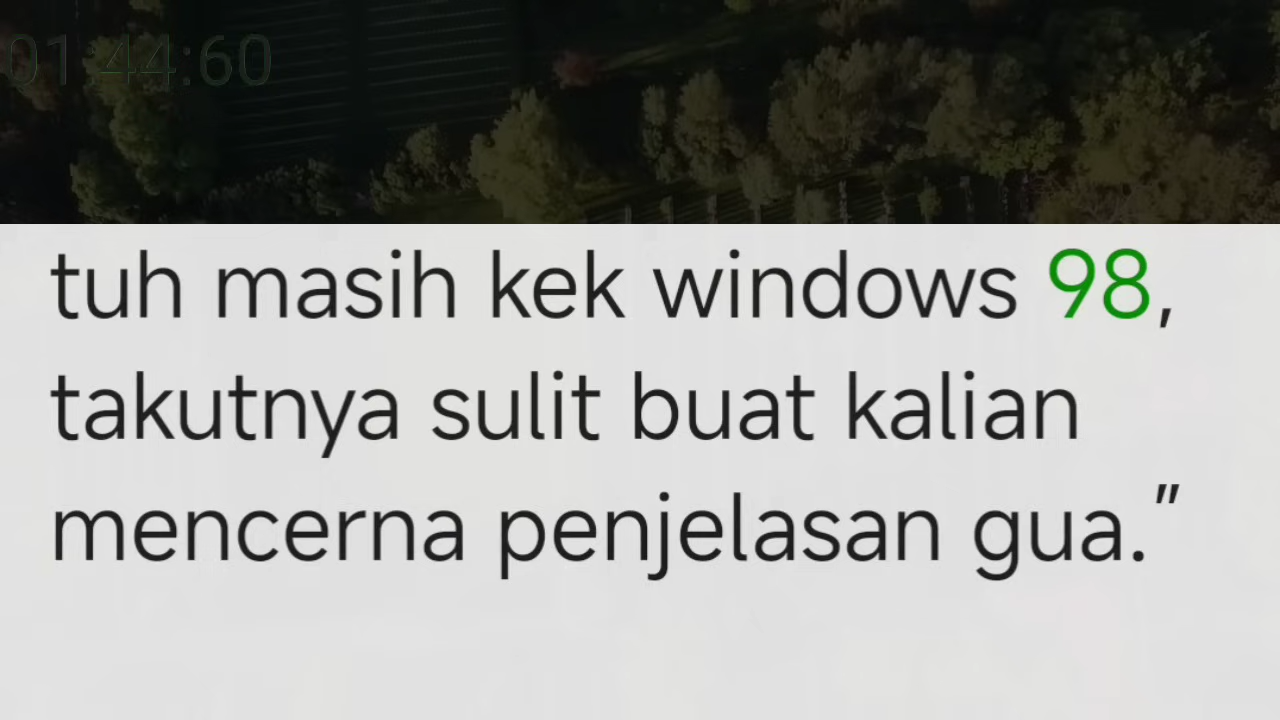 01:44:60
tuh masih kek windows 98,
takutnya sulit buat kalian
mencerna penjelasan gua.”